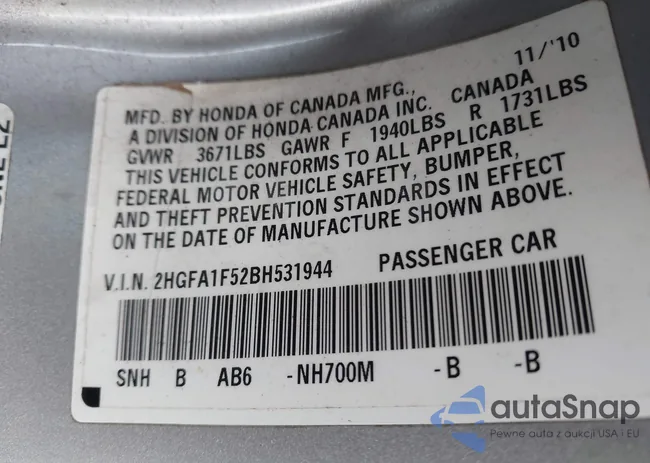 11/'10
MFD. BY HONDA OF CANADA MFG.,
A DIVISION OF HONDA CANADA INC. CANADA
GVWR 3671LBS GAWR F 1940LBS R 1731LBS
THIS VEHICLE CONFORMS TO ALL APPLICABLE
FEDERAL MOTOR VEHICLE SAFETY, BUMPER,
AND THEFT PREVENTION STANDARDS IN EFFECT
ON THE DATE OF MANUFACTURE SHOWN ABOVE.
V.I.N. 2HGFA1F52BH531944 PASSENGER CAR
SNH B AB6 -NH700M -B -B
autaSnap
Pewne auta z aukcji USA i EU